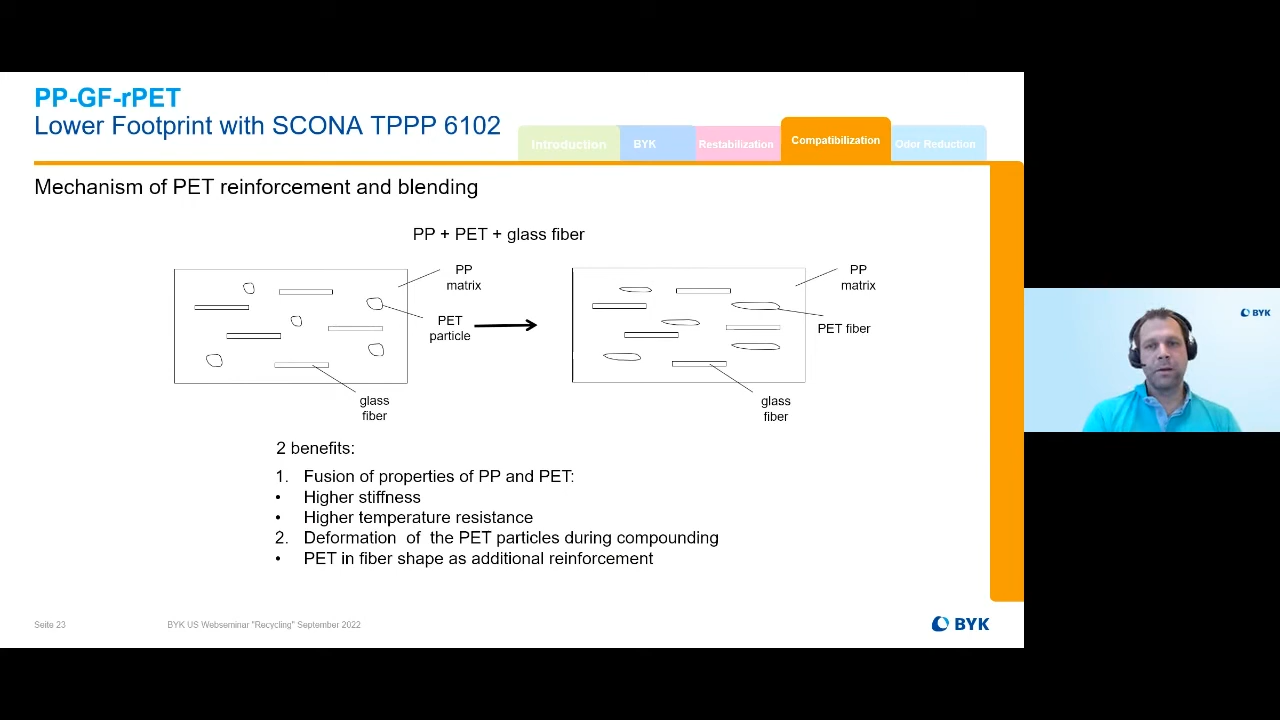 PP-GF-rPET
Lower Footprint with SCONA TPPP 6102
Introduction
BYK
Restabilization
Compatibilization
Odor Reduction
Mechanism of PET reinforcement and blending
PP + PET + glass fiber
PP
matrix
PET
particle
glass
fiber
PP
matrix
PET fiber
glass
fiber
2 benefits:
1. Fusion of properties of PP and PET:
• Higher stiffness
• Higher temperature resistance
2. Deformation of the PET particles during compounding
• PET in fiber shape as additional reinforcement
Seite 23
BYK US Webseminar "Recycling" September 2022
BYK
BYK